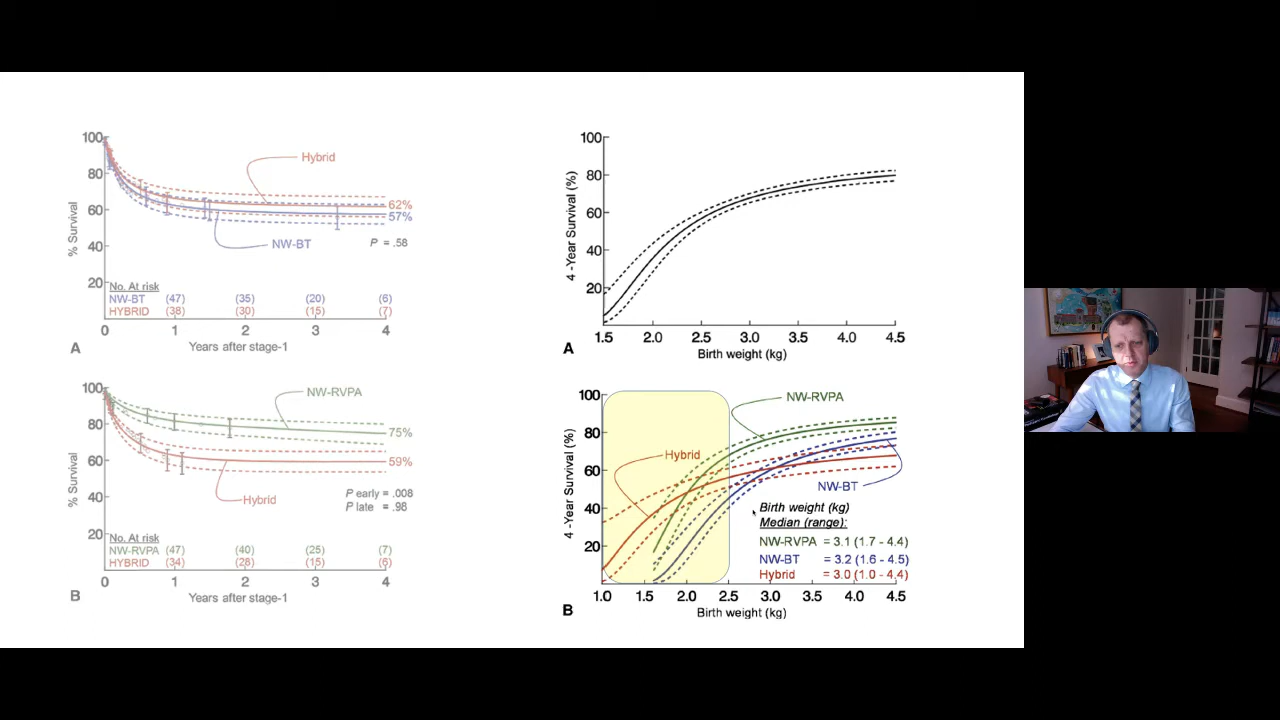 100
80
60
40
20
% Survival
Hybrid
62%
57%
NW-BT
P = .58
No. At risk
NW-BT (47) (35) (20) (6)
HYBRID (38) (30) (15) (7)
0 1 2 3 4
Years after stage-1
A
100
80
60
40
20
% Survival
NW-RVPA
75%
59%
Hybrid
P early = .008
P late = .98
No. At risk
NW-RVPA (47) (40) (25) (7)
HYBRID (34) (28) (15) (6)
0 1 2 3 4
Years after stage-1
B
100
80
60
40
20
4 -Year Survival (%)
1.5 2.0 2.5 3.0 3.5 4.0 4.5
Birth weight (kg)
A
100
80
60
40
20
4 -Year Survival (%)
NW-RVPA
Hybrid
NW-BT
Birth weight (kg)
Median (range):
NW-RVPA = 3.1 (1.7 - 4.4)
NW-BT = 3.2 (1.6 - 4.5)
Hybrid = 3.0 (1.0 - 4.4)
1.0 1.5 2.0 2.5 3.0 3.5 4.0 4.5
Birth weight (kg)
B